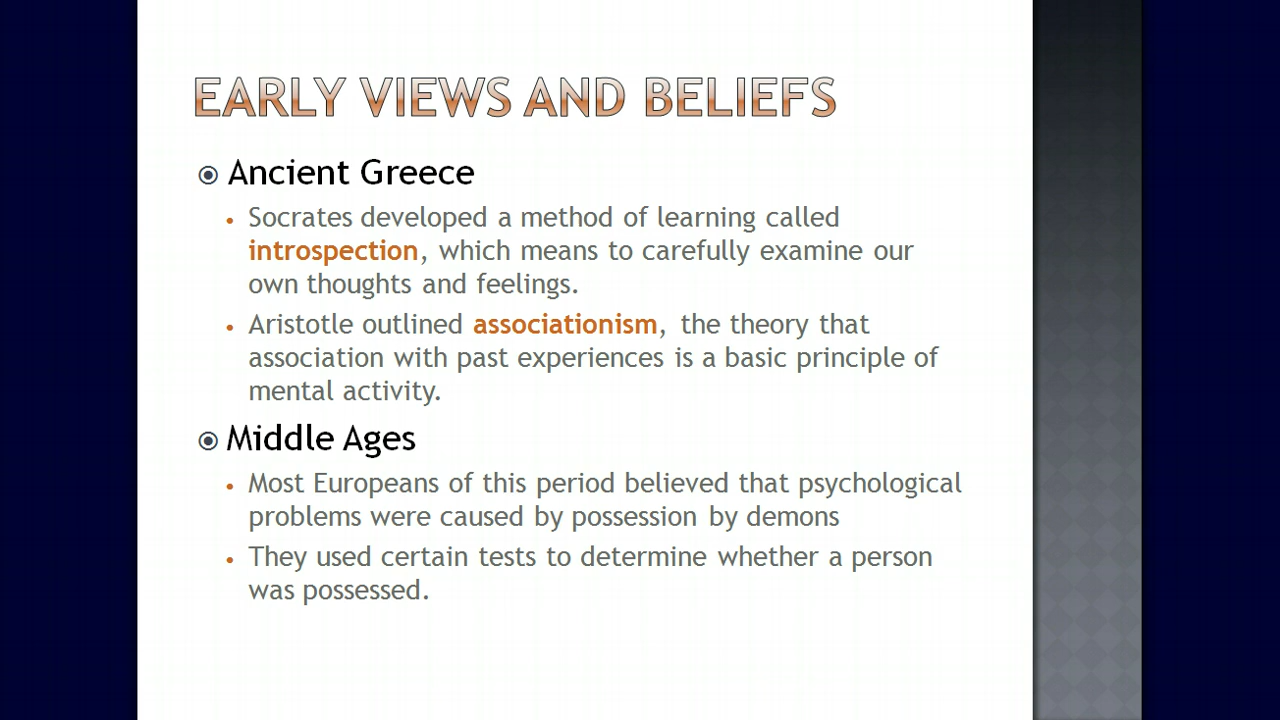 EARLY VIEWS AND BELIEFS
Ancient Greece
Socrates developed a method of learning called
introspection, which means to carefully examine our
own thoughts and feelings.
Aristotle outlined associationism, the theory that
association with past experiences is a basic principle of
mental activity.
Middle Ages
Most Europeans of this period believed that psychological
problems were caused by possession by demons
They used certain tests to determine whether a person
was possessed.